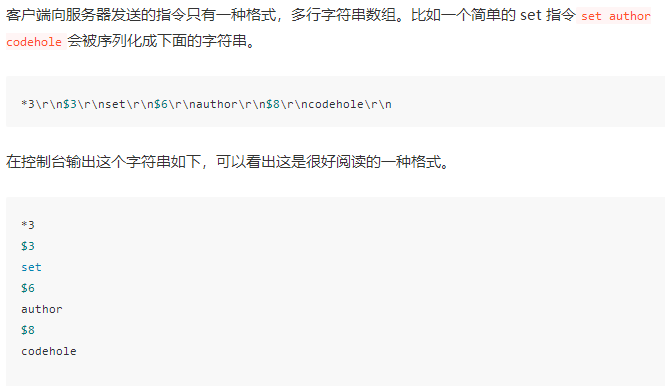 客户端向服务器发送的指令只有一种格式，多行字符串数组。比如一个简单的 set 指令 set author
codehole 会被序列化成下面的字符串。
*3\r\n$3\r\nset\r\n$6\r\nauthor\r\n$8\r\ncodehole\r\n
在控制台输出这个字符串如下，可以看出这是很好阅读的一种格式。
*3
$3
set
$6
author
$8
codehole